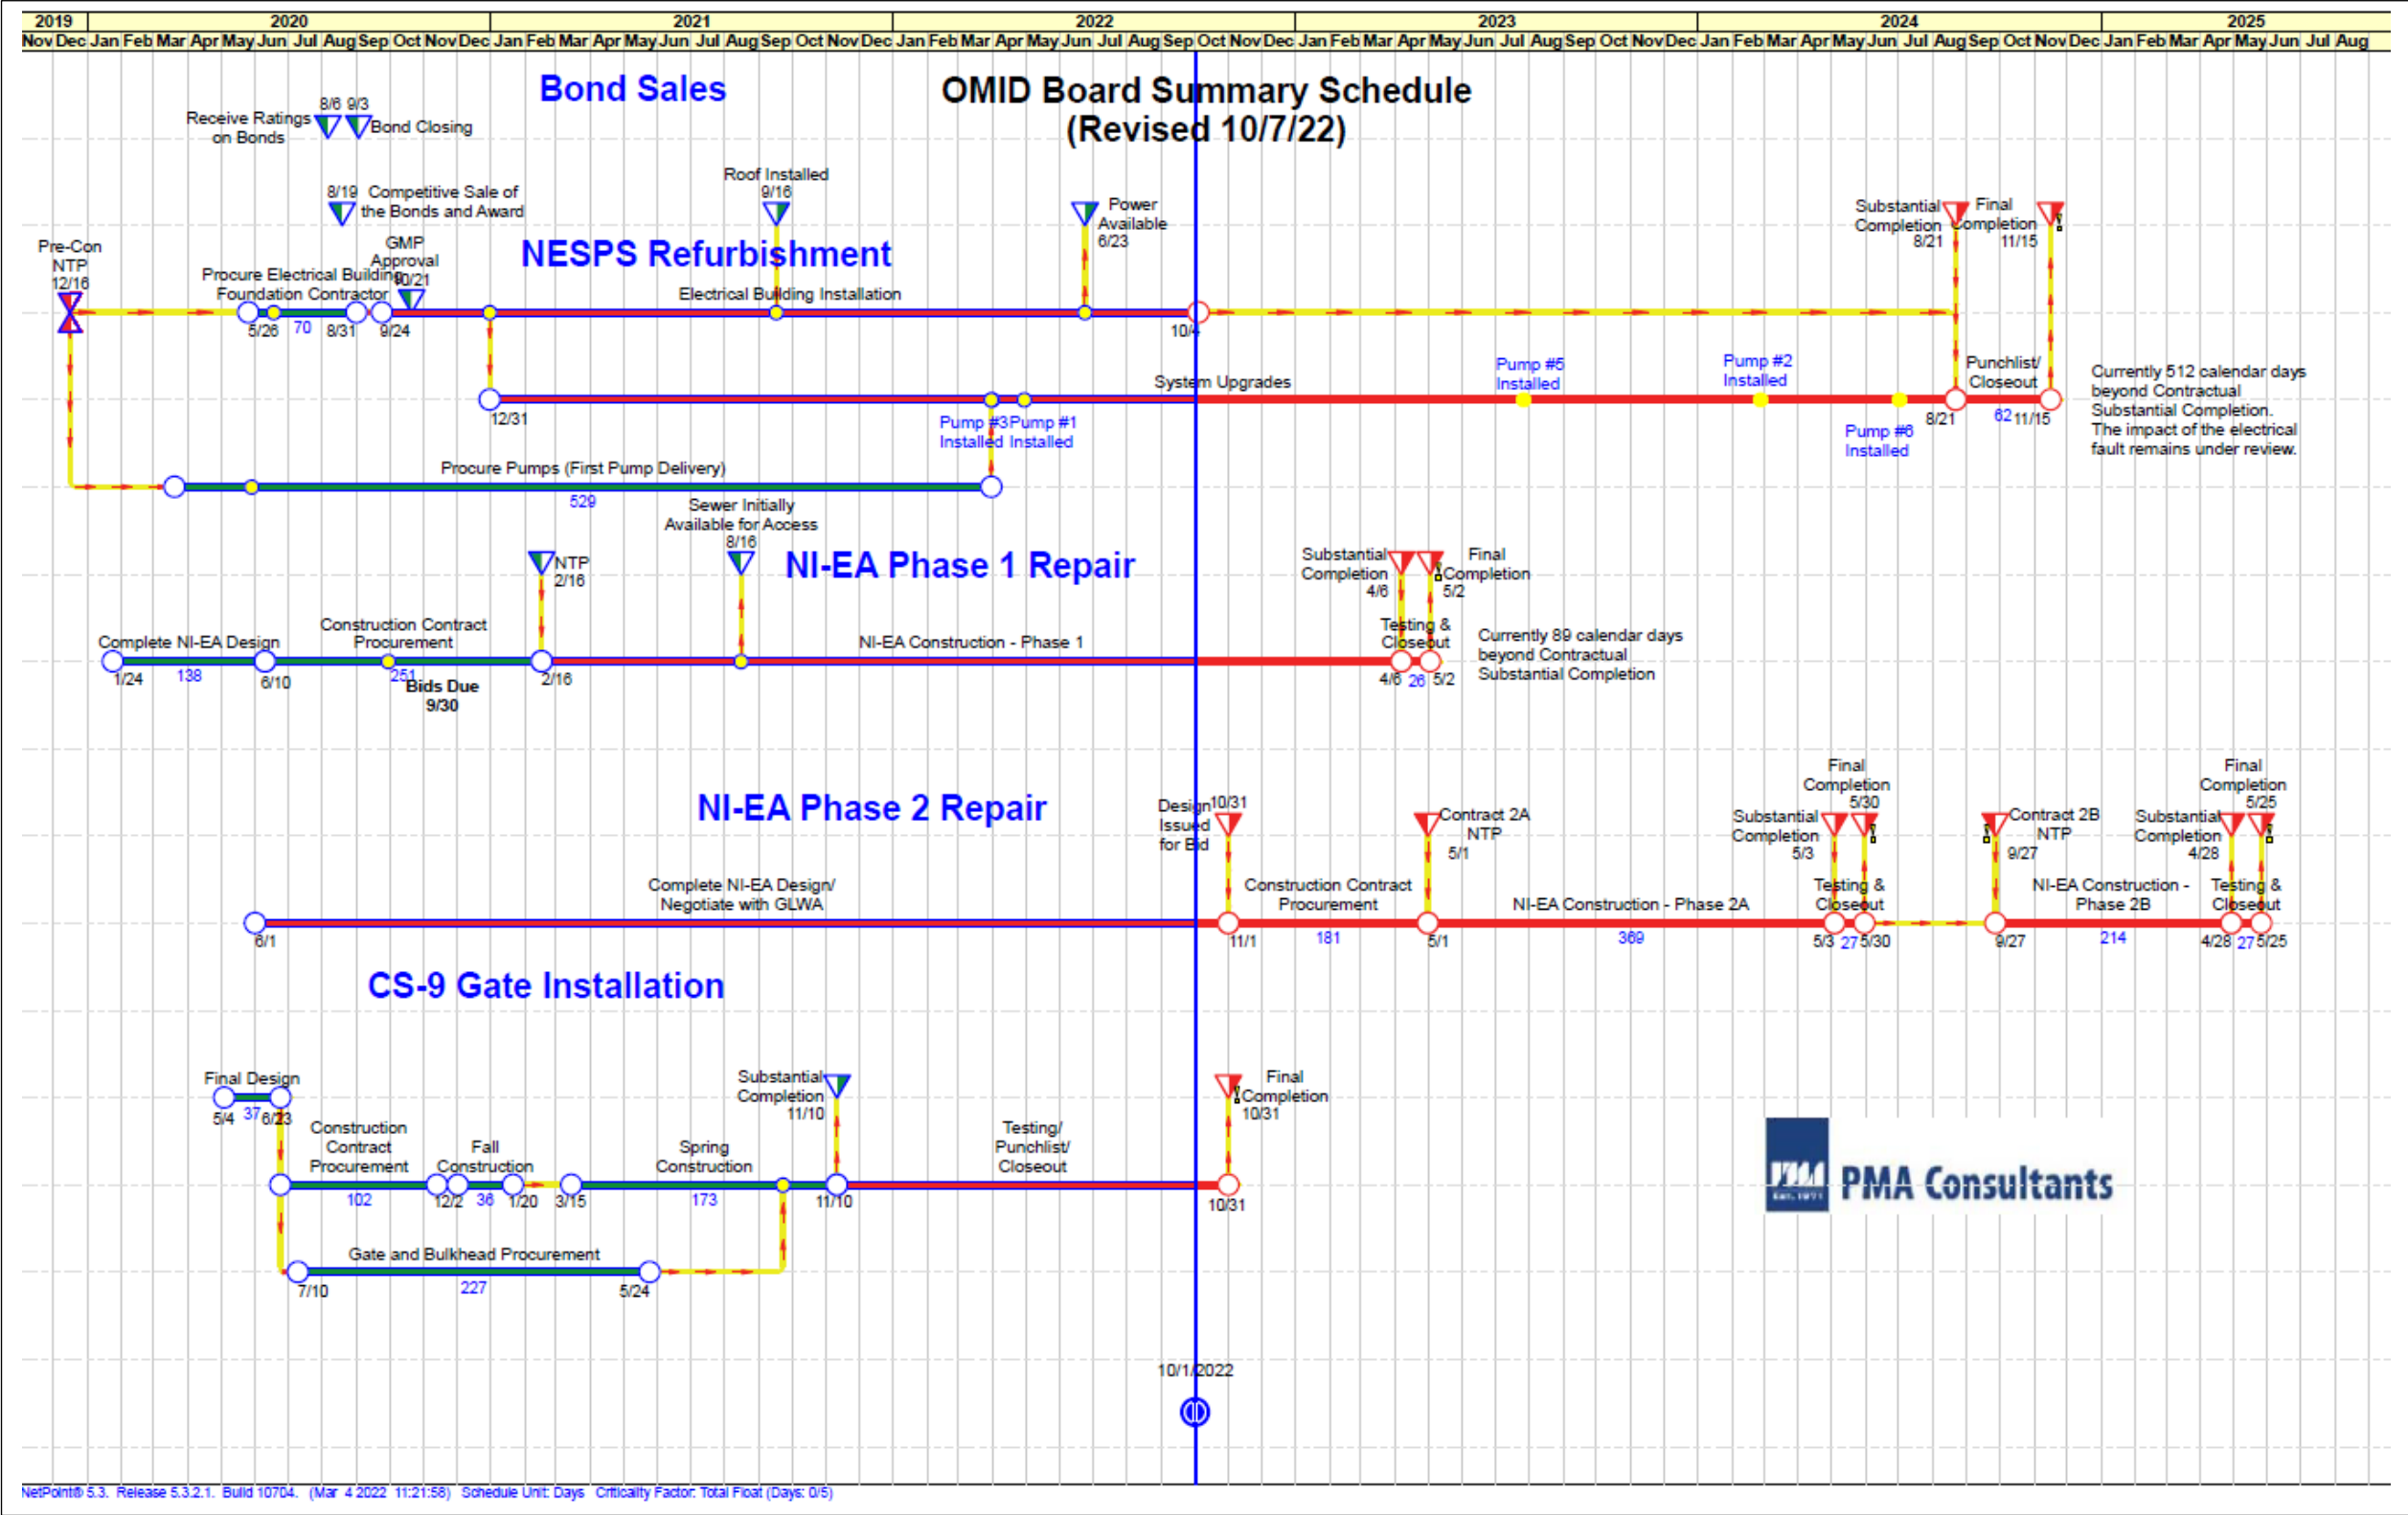 2019 2020 2021 2022 2023 2024 2025
Nov Dec Jan Feb Mar Apr May Jun Jul Aug Sep Oct Nov Dec Jan Feb Mar Apr May Jun Jul Aug Sep Oct Nov Dec Jan Feb Mar Apr May Jun Jul Aug Sep Oct Nov Dec Jan Feb Mar Apr May Jun Jul Aug Sep Oct Nov Dec Jan Feb Mar Apr May Jun Jul Aug Sep Oct Nov Dec Jan Feb Mar Apr May Jun Jul Aug
Bond Sales
OMID Board Summary Schedule
(Revised 10/7/22)
8/6 9/3
Receive Ratings
on Bonds
Bond Closing
8/19
Competitive Sale of
the Bonds and Award
NESPS Refurbishment
Pre-Con
NTP
12/16
Procure Electrical Building
Foundation Contractor
GMP
Approval
10/21
Roof Installed
9/16
Power
Available
6/23
Substantial
Completion
8/21
Final
Completion
11/15
Electrical Building Installation
5/26 70 8/31 9/24 10/4
System Upgrades
Pump #5
Installed
Pump #2
Installed
Punchlist/
Closeout
12/31
Pump #3
Installed
Pump #1
Installed
Pump #6
Installed
8/21 62 11/15
Currently 512 calendar days
beyond Contractual
Substantial Completion.
The impact of the electrical
fault remains under review.
Procure Pumps (First Pump Delivery)
529
NI-EA Phase 1 Repair
NTP
2/16
Sewer Initially
Available for Access
8/16
Substantial
Completion
4/6
Final
Completion
5/2
Complete NI-EA Design
Construction Contract
Procurement
NI-EA Construction - Phase 1
Testing &
Closeout
1/24 138 6/10 251 2/16 4/6 26 5/2
Bids Due
9/30
Currently 89 calendar days
beyond Contractual
Substantial Completion
NI-EA Phase 2 Repair
Design
Issued
for Bid
10/31
Contract 2A
NTP
5/1
Substantial
Completion
5/3
Final
Completion
5/30
Contract 2B
NTP
9/27
Substantial
Completion
4/28
Final
Completion
5/25
Complete NI-EA Design/
Negotiate with GLWA
Construction Contract
Procurement
NI-EA Construction - Phase 2A
Testing &
Closeout
NI-EA Construction -
Phase 2B
Testing &
Closeout
6/1 11/1 181 5/1 369 5/3 27 5/30 9/27 214 4/28 27 5/25
CS-9 Gate Installation
Final Design
5/4 37 6/23
Substantial
Completion
11/10
Final
Completion
10/31
Construction
Contract
Procurement
Fall
Construction
Spring
Construction
Testing/
Punchlist/
Closeout
102 12/2 36 1/20 3/15 173 11/10 10/31
Gate and Bulkhead Procurement
7/10 227 5/24
PMA
Est. 1971
PMA Consultants
10/1/2022
NetPoint® 5.3. Release 5.3.2.1. Build 10704. (Mar 4 2022 11:21:58) Schedule Unit: Days Criticality Factor: Total Float (Days: 0/5)